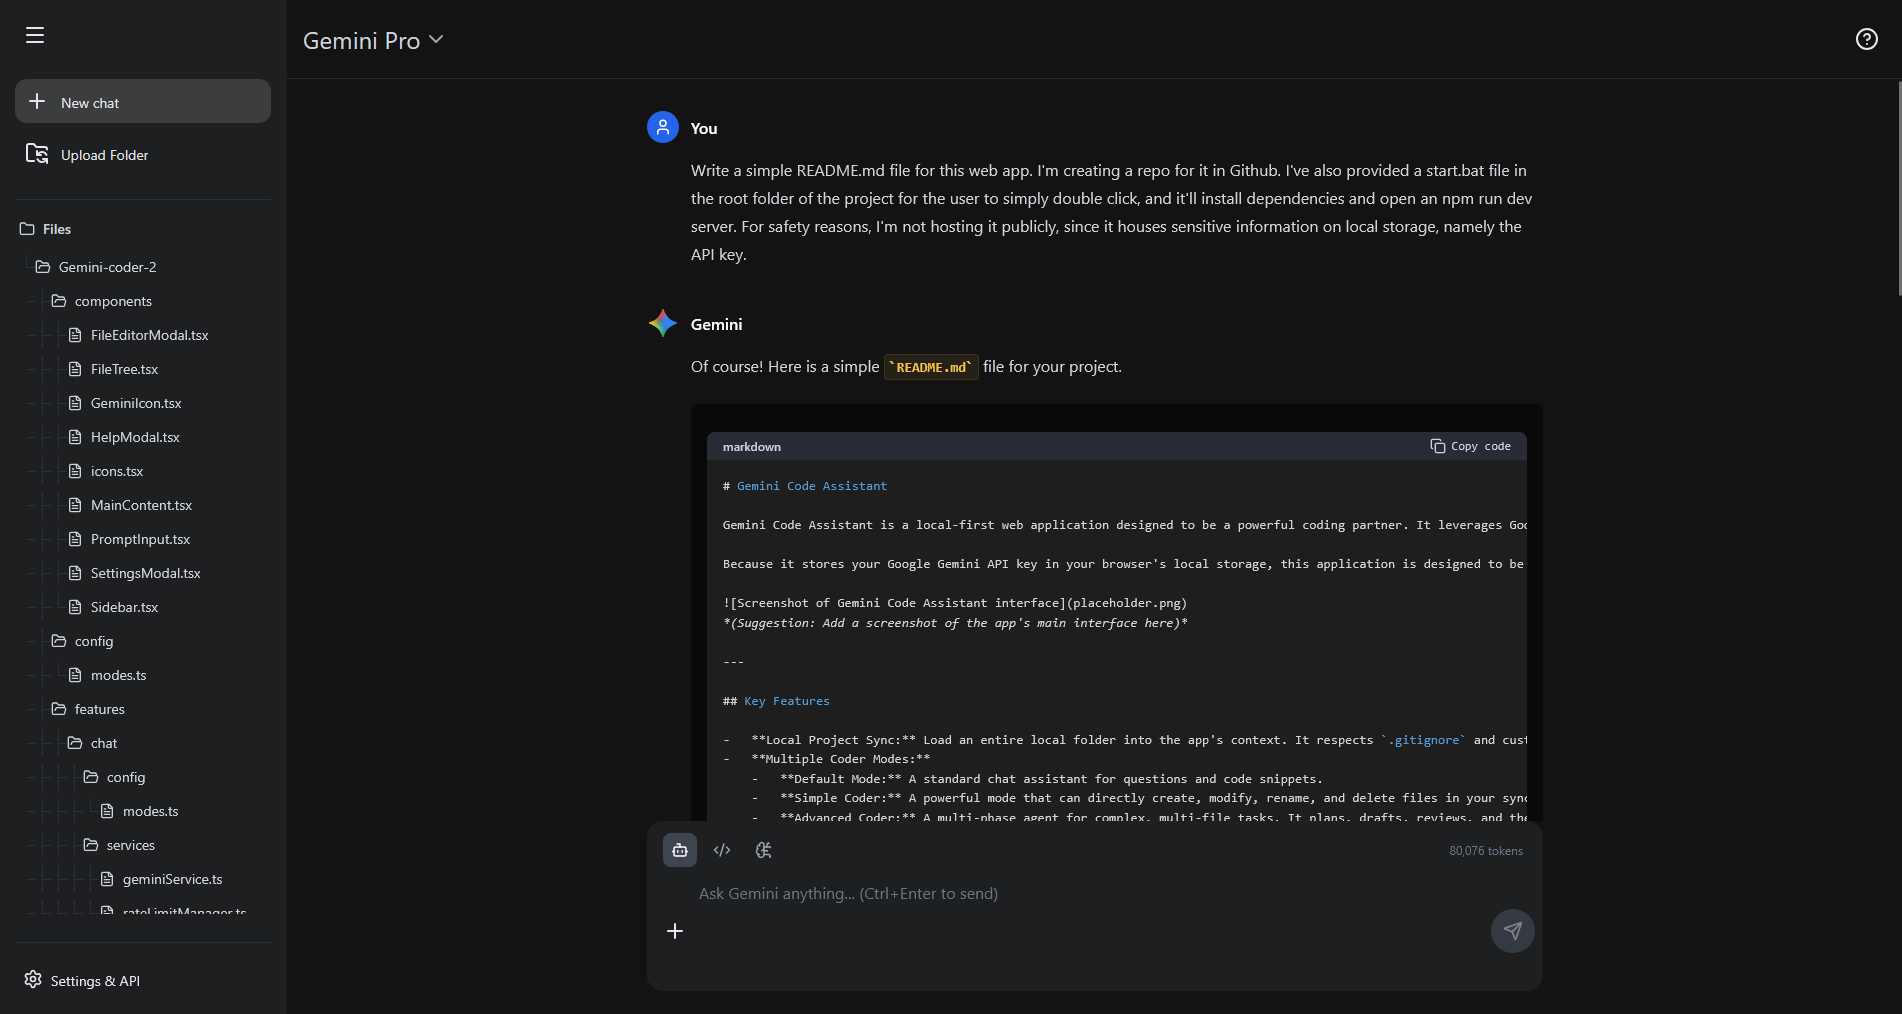 Gemini Pro
New chat
Upload Folder
Files
Gemini-coder-2
components
FileEditorModal.tsx
FileTree.tsx
GeminiIcon.tsx
HelpModal.tsx
icons.tsx
MainContent.tsx
PromptInput.tsx
SettingsModal.tsx
Sidebar.tsx
config
modes.ts
features
chat
config
modes.ts
services
geminiService.ts
rateLimitManager.ts
Settings & API
You
Write a simple README.md file for this web app. I'm creating a repo for it in Github. I've also provided a start.bat file in
the root folder of the project for the user to simply double click, and it'll install dependencies and open an npm run dev
server. For safety reasons, I'm not hosting it publicly, since it houses sensitive information on local storage, namely the
API key.
Gemini
Of course! Here is a simple `README.md` file for your project.
markdown
Copy code
# Gemini Code Assistant
Gemini Code Assistant is a local-first web application designed to be a powerful coding partner. It leverages Goo
Because it stores your Google Gemini API key in your browser's local storage, this application is designed to be
![Screenshot of Gemini Code Assistant interface](placeholder.png)
*(Suggestion: Add a screenshot of the app's main interface here)*
---
## Key Features
- **Local Project Sync:** Load an entire local folder into the app's context. It respects `.gitignore` and cust
- **Multiple Coder Modes:**
- **Default Mode:** A standard chat assistant for questions and code snippets.
- **Simple Coder:** A powerful mode that can directly create, modify, rename, and delete files in your sync
- **Advanced Coder:** A multi-phase agent for complex, multi-file tasks. It plans, drafts, reviews, and the
80,076 tokens
Ask Gemini anything... (Ctrl+Enter to send)